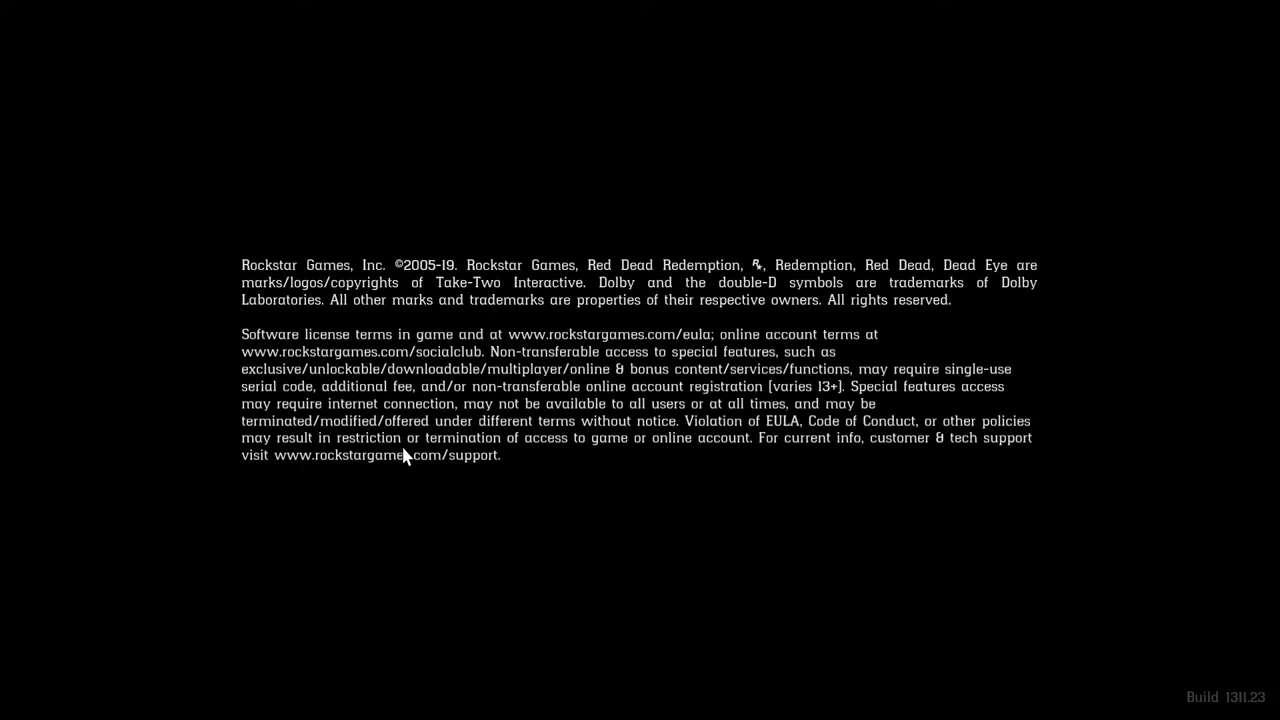 Rockstar Games, Inc. ©2005-19. Rockstar Games, Red Dead Redemption, R★, Redemption, Red Dead, Dead Eye are
marks/logos/copyrights of Take-Two Interactive. Dolby and the double-D symbols are trademarks of Dolby
Laboratories. All other marks and trademarks are properties of their respective owners. All rights reserved.
Software license terms in game and at www.rockstargames.com/eula; online account terms at
www.rockstargames.com/socialclub. Non-transferable access to special features, such as
exclusive/unlockable/downloadable/multiplayer/online & bonus content/services/functions, may require single-use
serial code, additional fee, and/or non-transferable online account registration (varies 13+). Special features access
may require internet connection, may not be available to all users or at all times, and may be
terminated/modified/offered under different terms without notice. Violation of EULA, Code of Conduct, or other policies
may result in restriction or termination of access to game or online account. For current info, customer & tech support
visit www.rockstargames.com/support.
Build 1311.23